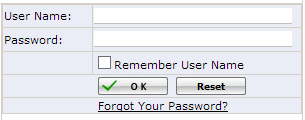 User Name:
Password:
Remember User Name
O K Reset
Forgot Your Password?